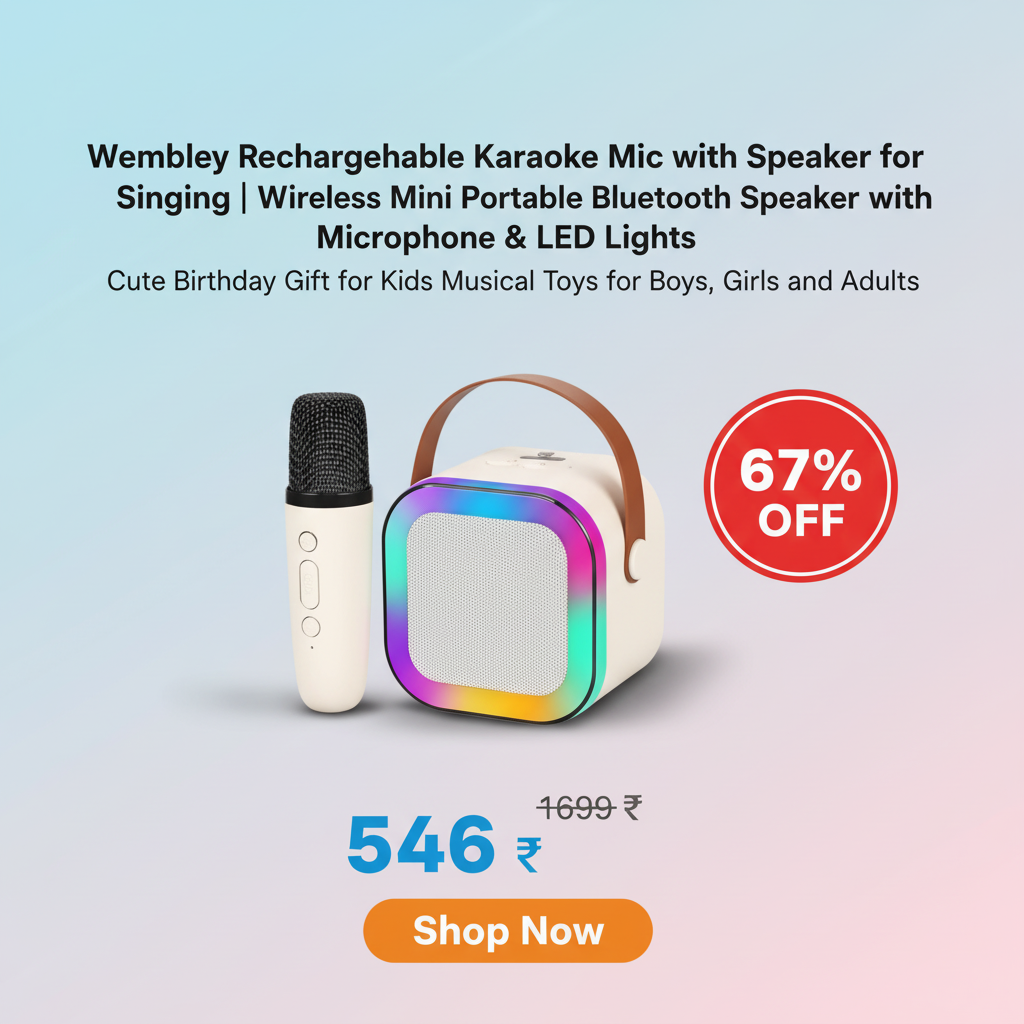 Wembley Rechargehable Karaoke Mic with Speaker for
Singing | Wireless Mini Portable Bluetooth Speaker with
Microphone & LED Lights
Cute Birthday Gift for Kids Musical Toys for Boys, Girls and Adults
67%
OFF
1699 ₹
546 ₹
Shop Now